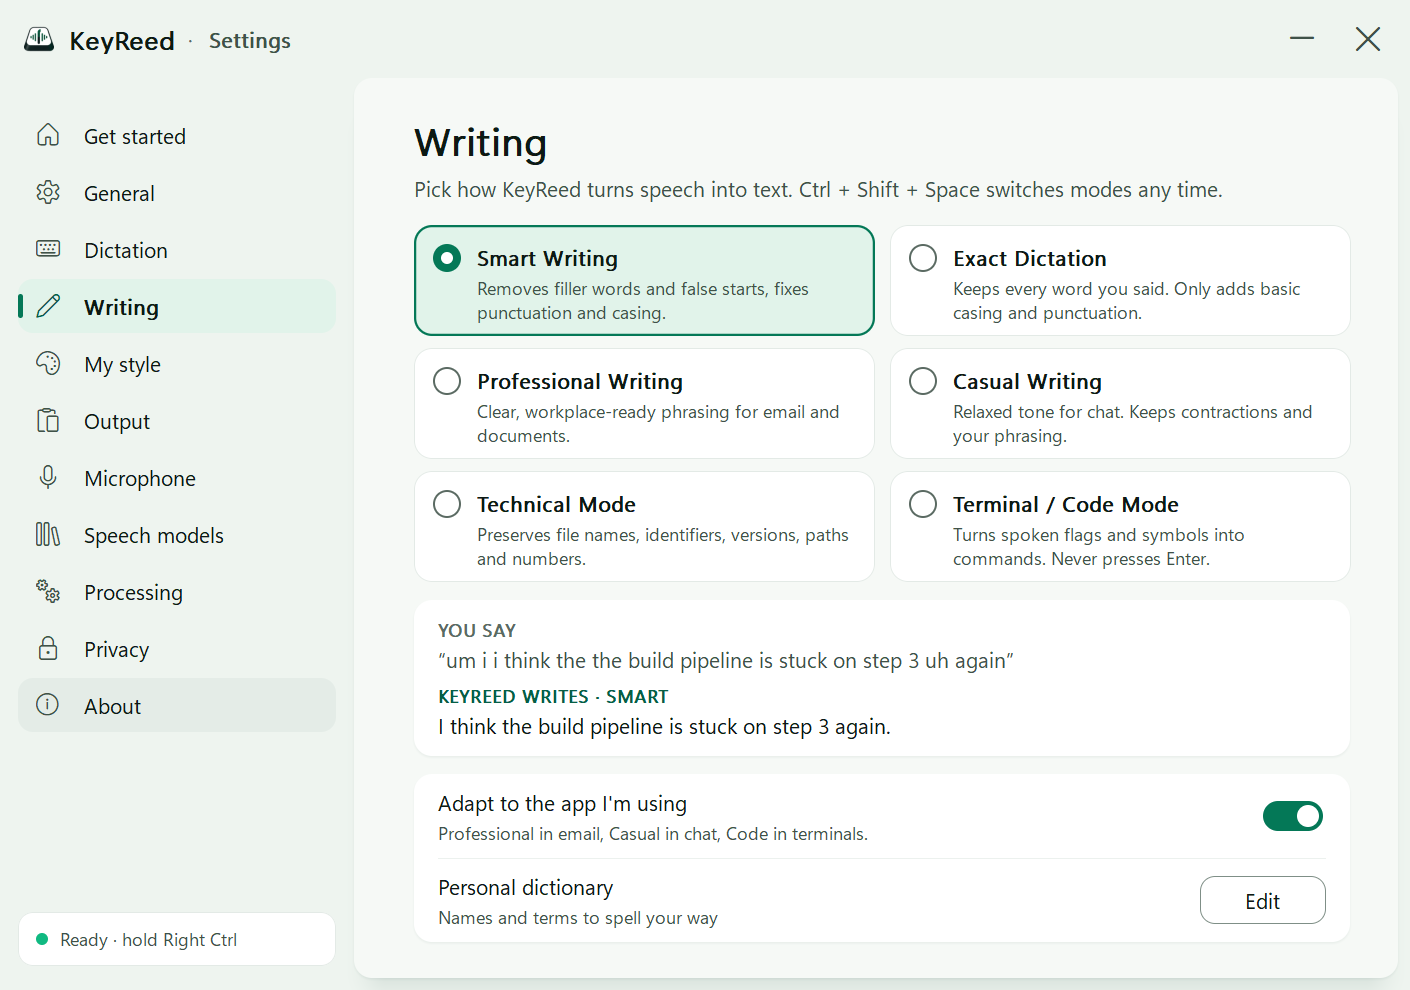 KeyReed · Settings
Get started
General
Dictation
Writing
My style
Output
Microphone
Speech models
Processing
Privacy
About
Ready · hold Right Ctrl
Writing
Pick how KeyReed turns speech into text. Ctrl + Shift + Space switches modes any time.
Smart Writing
Removes filler words and false starts, fixes
punctuation and casing.
Exact Dictation
Keeps every word you said. Only adds basic
casing and punctuation.
Professional Writing
Clear, workplace-ready phrasing for email and
documents.
Casual Writing
Relaxed tone for chat. Keeps contractions and
your phrasing.
Technical Mode
Preserves file names, identifiers, versions, paths
and numbers.
Terminal / Code Mode
Turns spoken flags and symbols into
commands. Never presses Enter.
YOU SAY
“um i i think the the build pipeline is stuck on step 3 uh again”
KEYREED WRITES · SMART
I think the build pipeline is stuck on step 3 again.
Adapt to the app I'm using
Professional in email, Casual in chat, Code in terminals.
Personal dictionary
Names and terms to spell your way
Edit